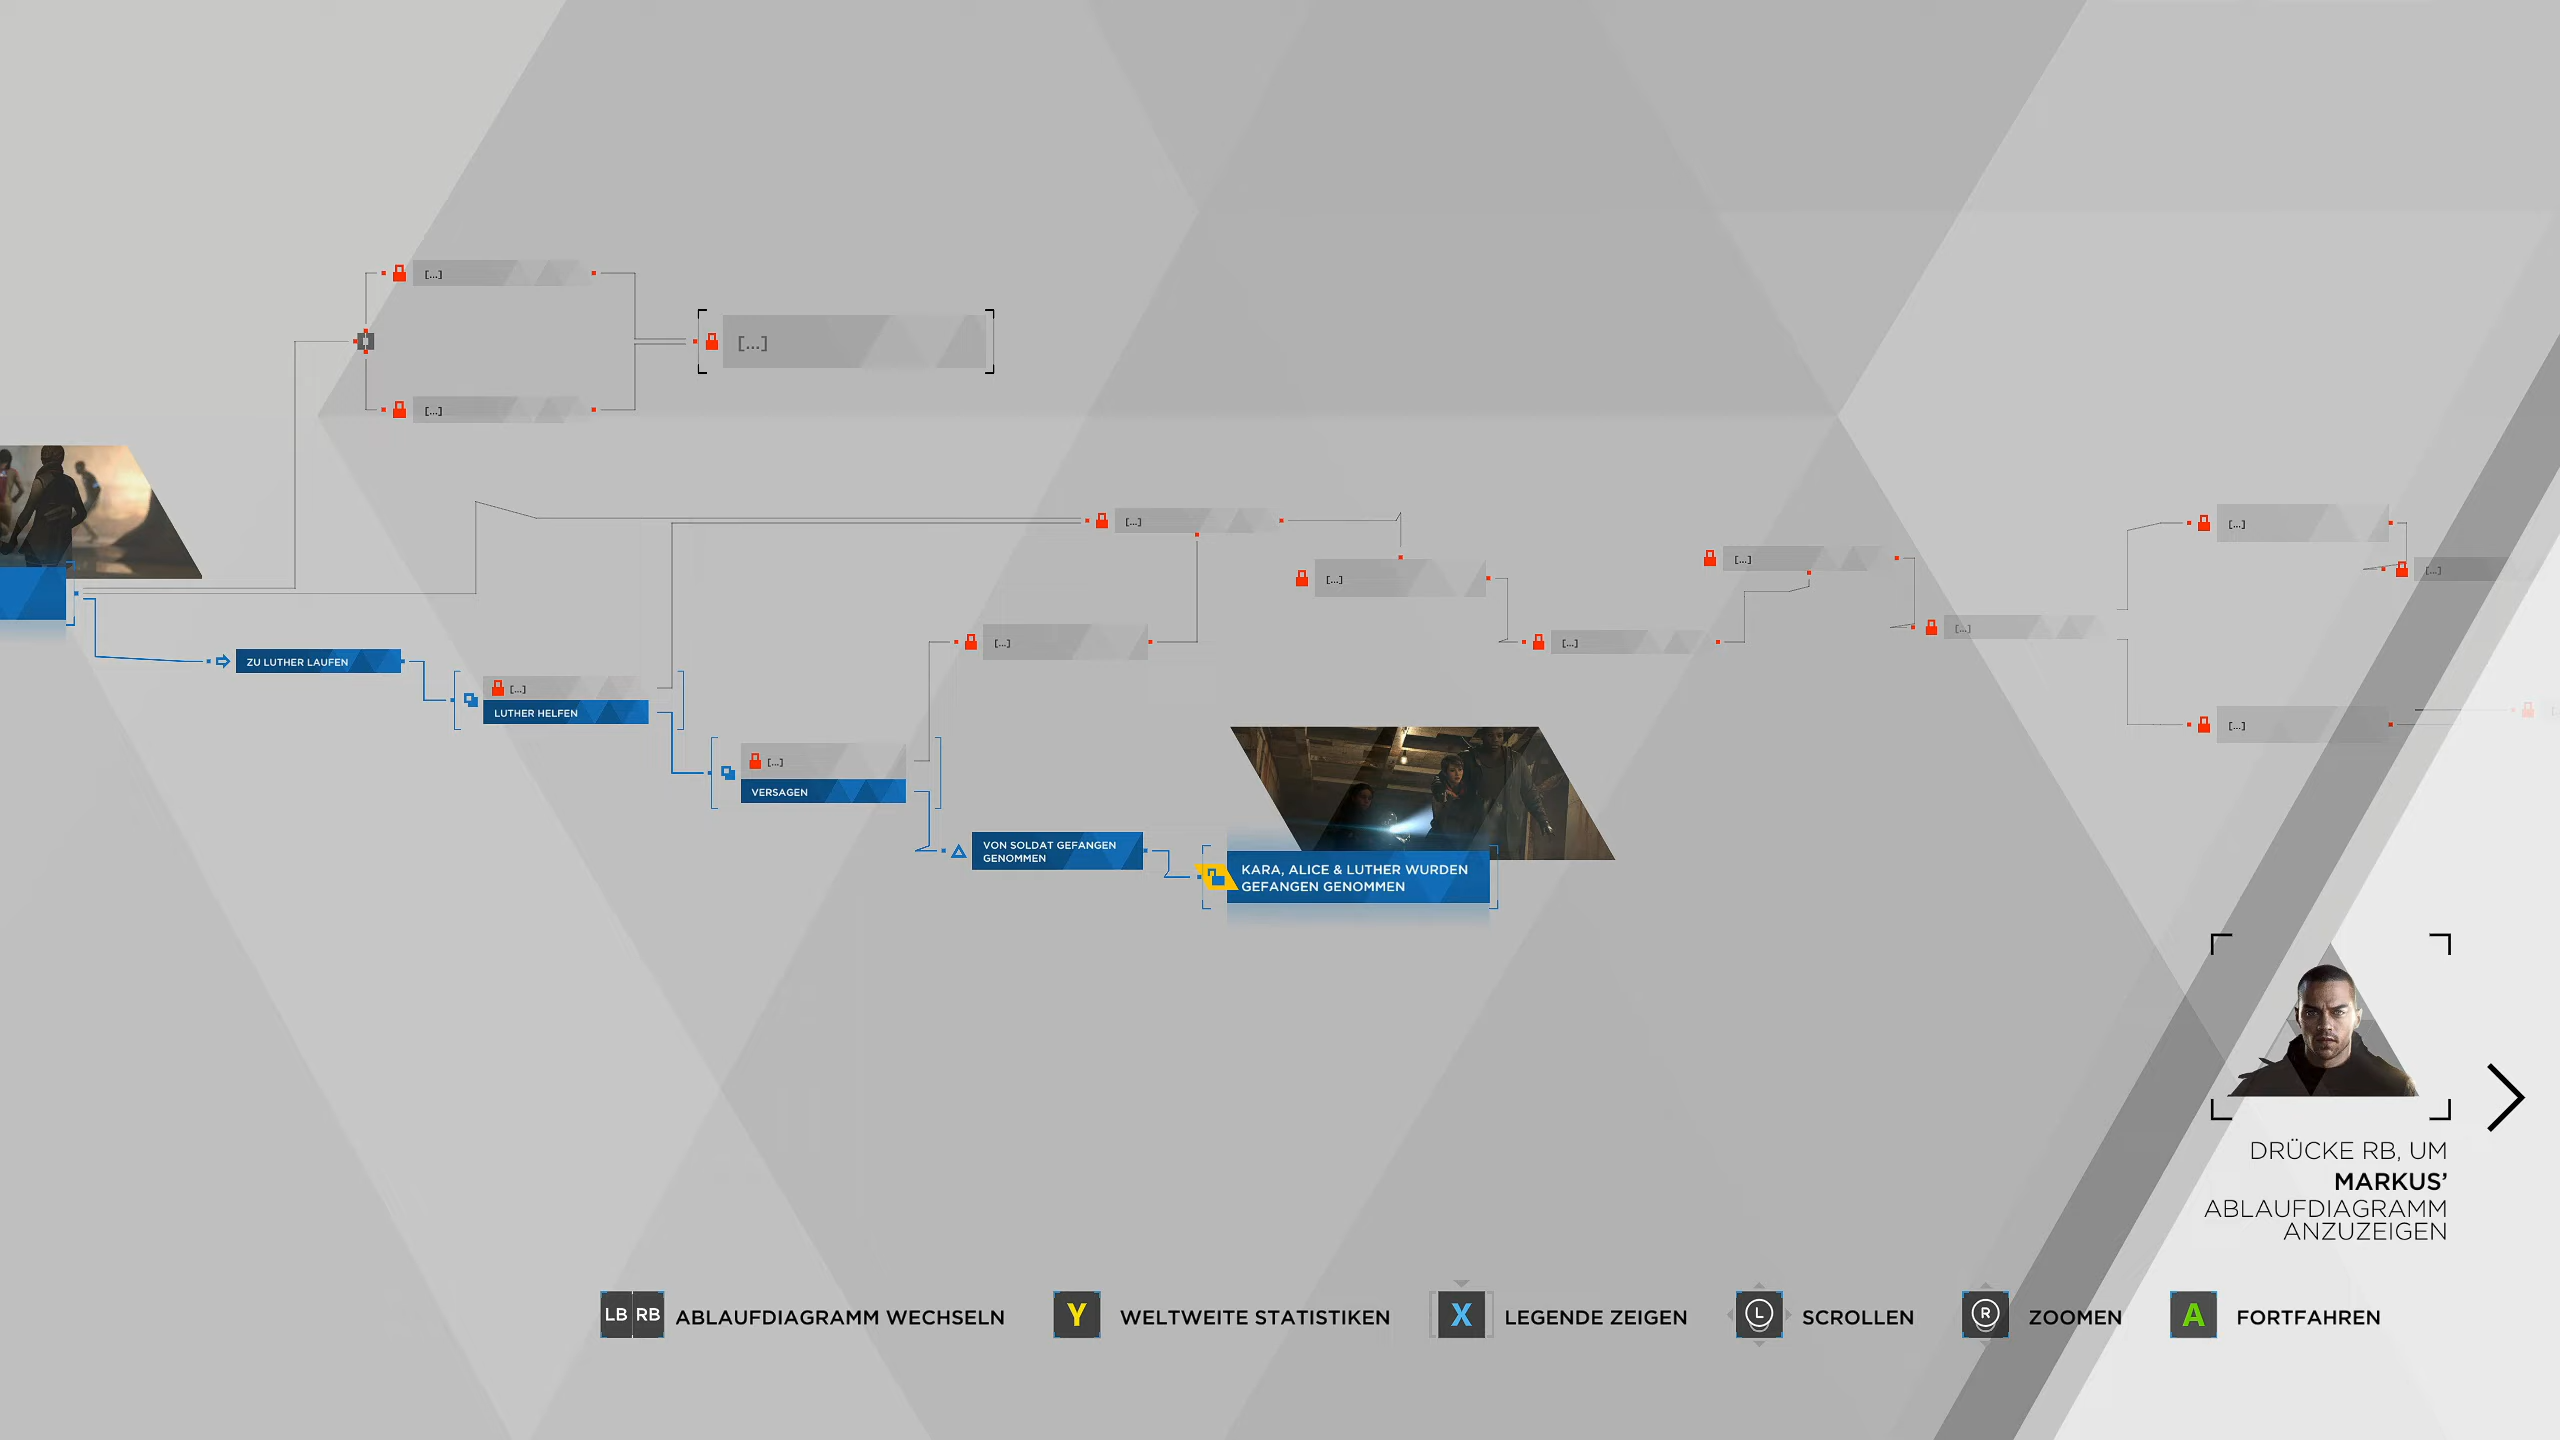 [...]
[...]
[...]
[...]
[...]
[...]
[...]
[...]
[...]
[...]
[...]
[...]
ZU LUTHER LAUFEN
[...]
LUTHER HELFEN
[...]
[...]
VERSAGEN
VON SOLDAT GEFANGEN
GENOMMEN
KARA, ALICE & LUTHER WURDEN
GEFANGEN GENOMMEN
DRÜCKE RB, UM
MARKUS’
ABLAUFDIAGRAMM
ANZUZEIGEN
LB RB ABLAUFDIAGRAMM WECHSELN
Y WELTWEITE STATISTIKEN
X LEGENDE ZEIGEN
L SCROLLEN
R ZOOMEN
A FORTFAHREN